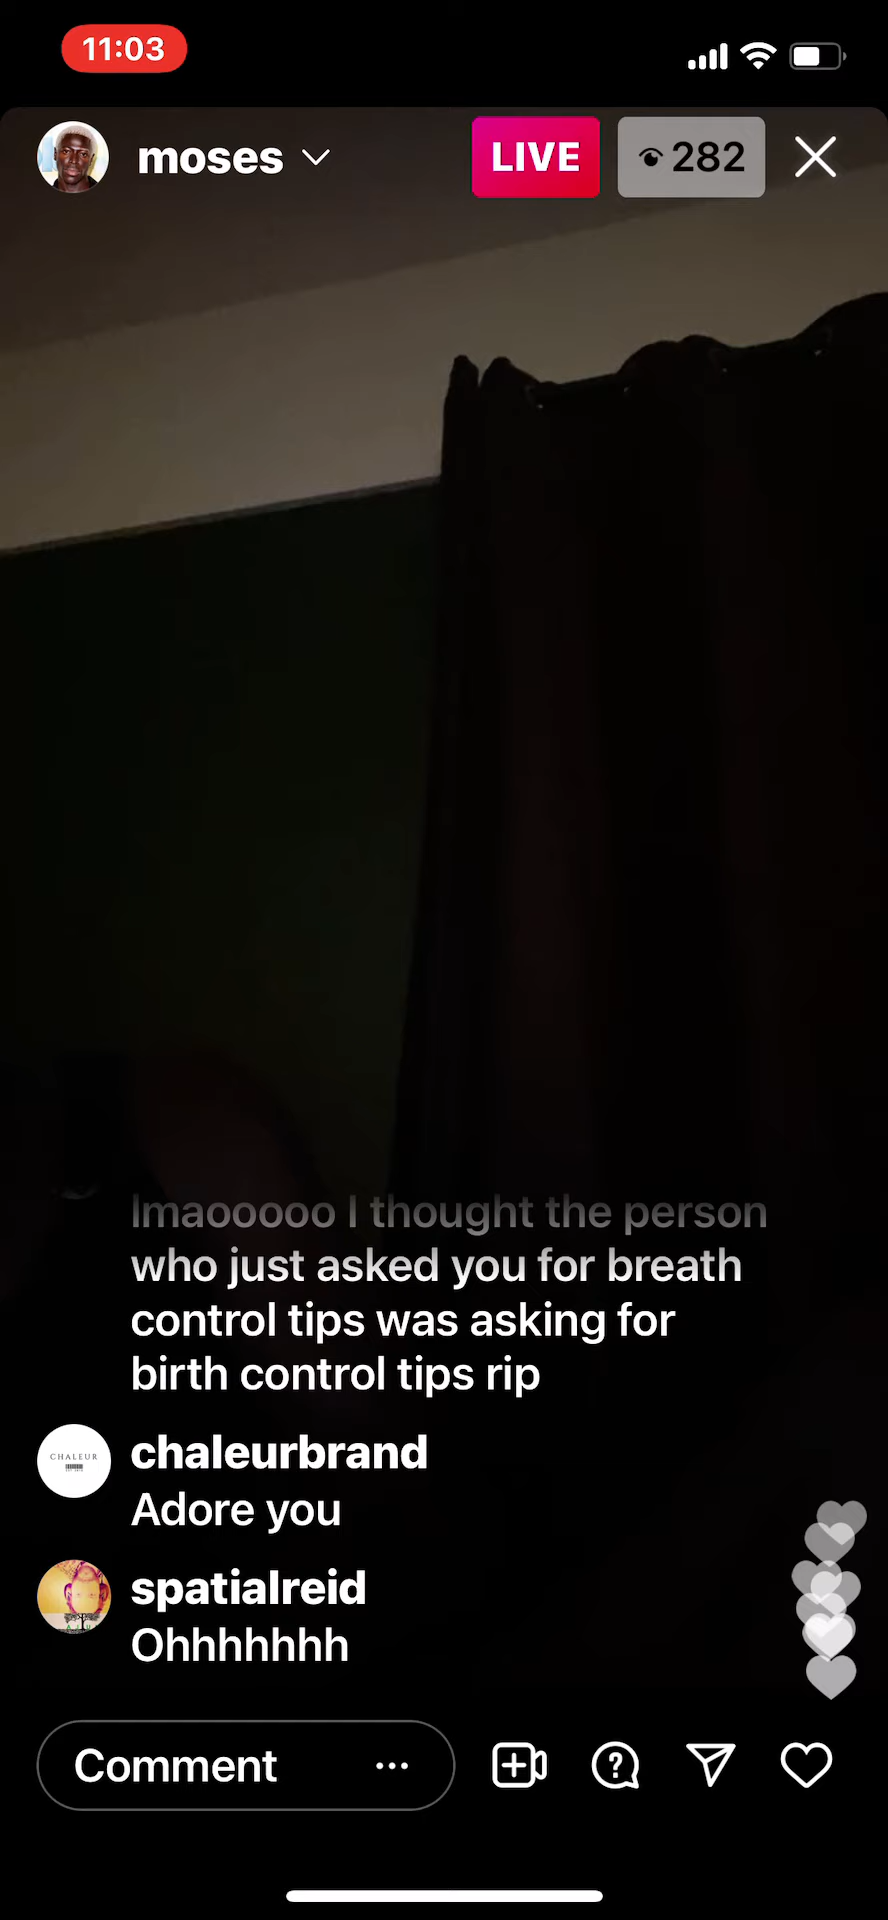 11:03
moses
LIVE
282
lmaooooo I thought the person
who just asked you for breath
control tips was asking for
birth control tips rip
CHALEUR
chaleurbrand
Adore you
spatialreid
Ohhhhhhh
Comment